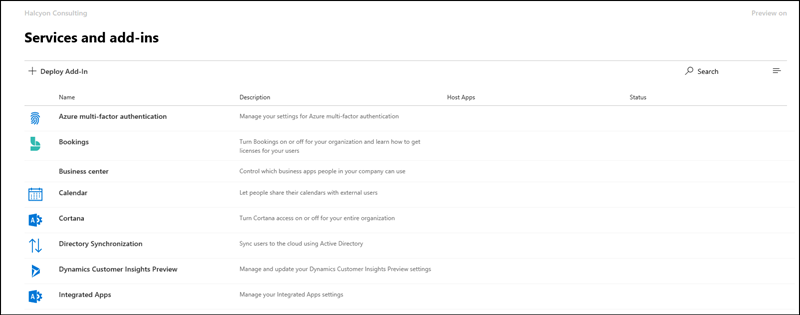 Halcyon Consulting Preview on
Services and add-ins
Deploy Add-In Search
Name Description Host Apps Status
Azure multi-factor authentication Manage your settings for Azure multi-factor authentication
Bookings Turn Bookings on or off for your organization and learn how to get
licenses for your users
Business center Control which business apps people in your company can use
Calendar Let people share their calendars with external users
Cortana Turn Cortana access on or off for your entire organization
Directory Synchronization Sync users to the cloud using Active Directory
Dynamics Customer Insights Preview Manage and update your Dynamics Customer Insights Preview settings
Integrated Apps Manage your Integrated Apps settings